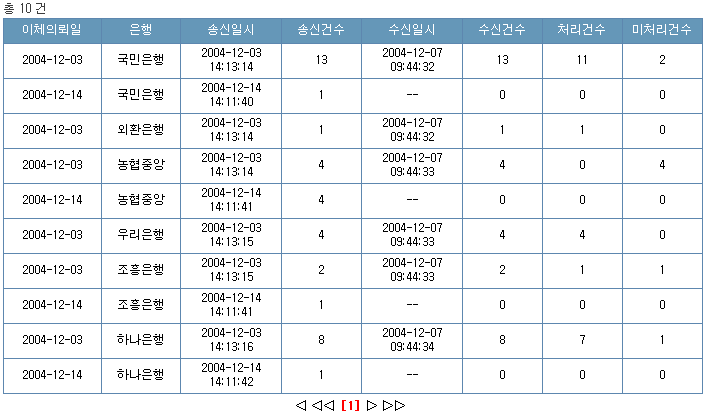 총 10 건
이체의뢰일 은행 송신일시 송신건수 수신일시 수신건수 처리건수 미처리건수
2004-12-03 국민은행 2004-12-03 14:13:14 13 2004-12-07 09:44:32 13 11 2
2004-12-14 국민은행 2004-12-14 14:11:40 1 -- 0 0 0
2004-12-03 외환은행 2004-12-03 14:13:14 1 2004-12-07 09:44:32 1 1 0
2004-12-03 농협중앙 2004-12-03 14:13:14 4 2004-12-07 09:44:33 4 0 4
2004-12-14 농협중앙 2004-12-14 14:11:41 4 -- 0 0 0
2004-12-03 우리은행 2004-12-03 14:13:15 4 2004-12-07 09:44:33 4 4 0
2004-12-03 조흥은행 2004-12-03 14:13:15 2 2004-12-07 09:44:33 2 1 1
2004-12-14 조흥은행 2004-12-14 14:11:41 1 -- 0 0 0
2004-12-03 하나은행 2004-12-03 14:13:16 8 2004-12-07 09:44:34 8 7 1
2004-12-14 하나은행 2004-12-14 14:11:42 1 -- 0 0 0
◁ ◁◁ [1] ▷ ▷▷